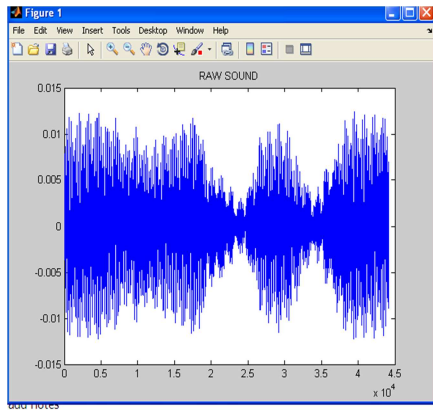 Figure 1
File Edit View Insert Tools Desktop Window Help
RAW SOUND
0.015
0.01
0.005
0
-0.005
-0.01
-0.015
0 0.5 1 1.5 2 2.5 3 3.5 4 4.5
x 10^4
add notes